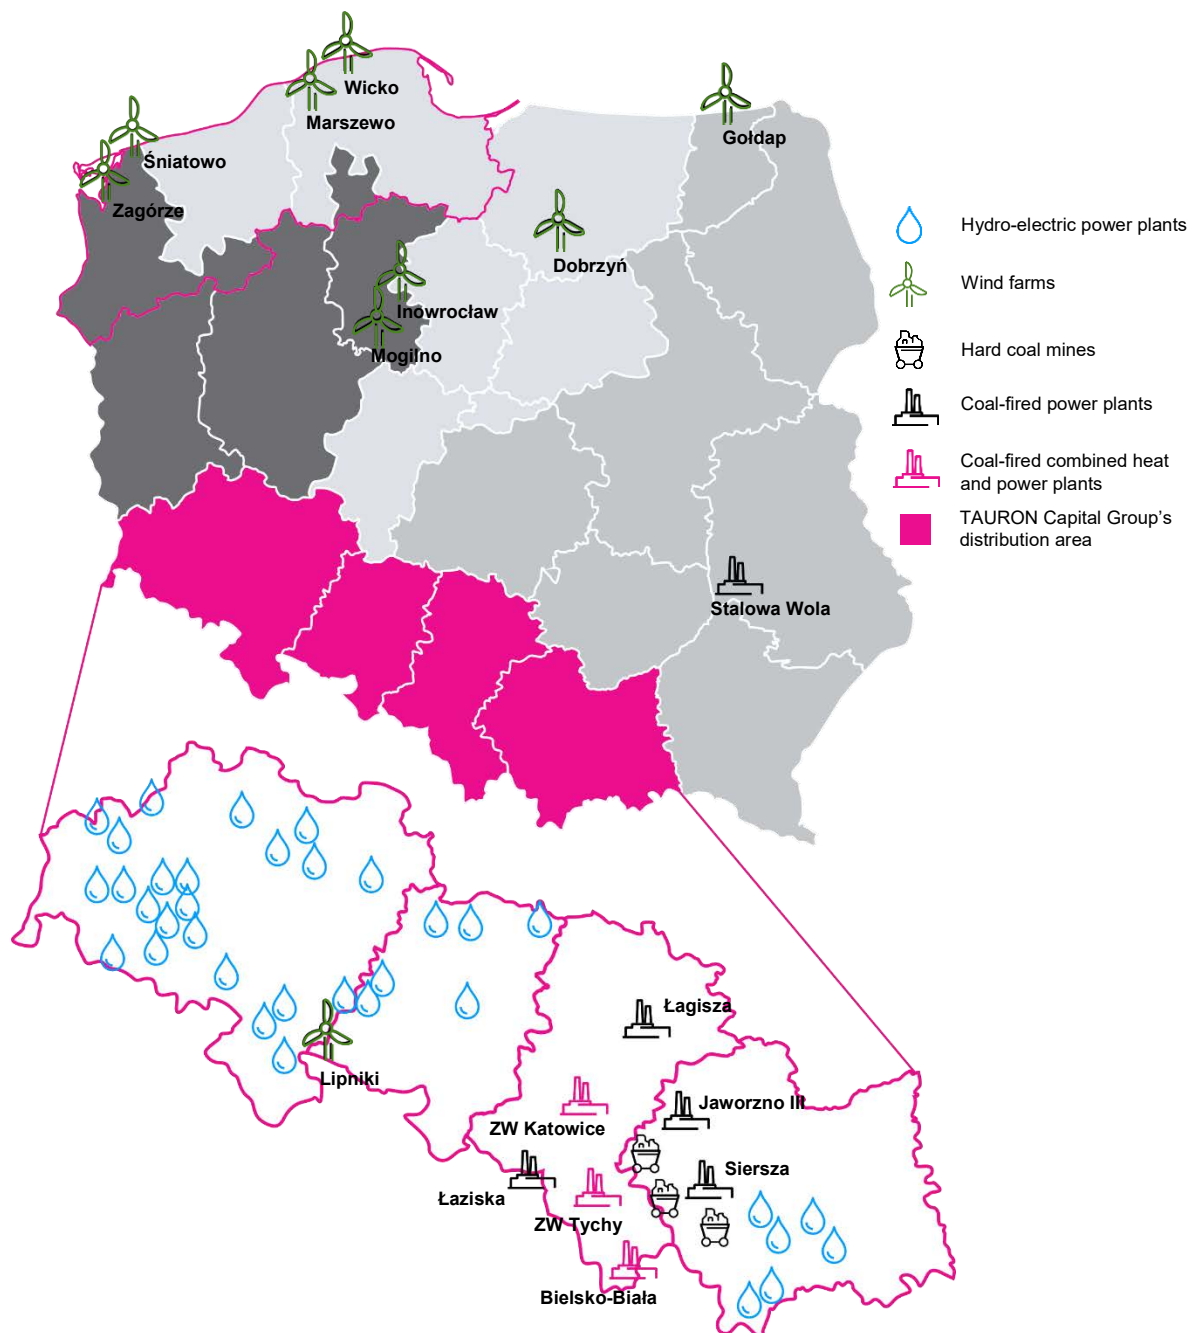 Wicko
Marszewo
Gołdap
Śniatowo
Zagórze
Dobrzyń
Inowrocław
Mogilno
Stalowa Wola
Hydro-electric power plants
Wind farms
Hard coal mines
Coal-fired power plants
Coal-fired combined heat
and power plants
TAURON Capital Group's
distribution area
Łagisza
Lipniki
Jaworzno III
ZW Katowice
Siersza
Łaziska
ZW Tychy
Bielsko-Biała